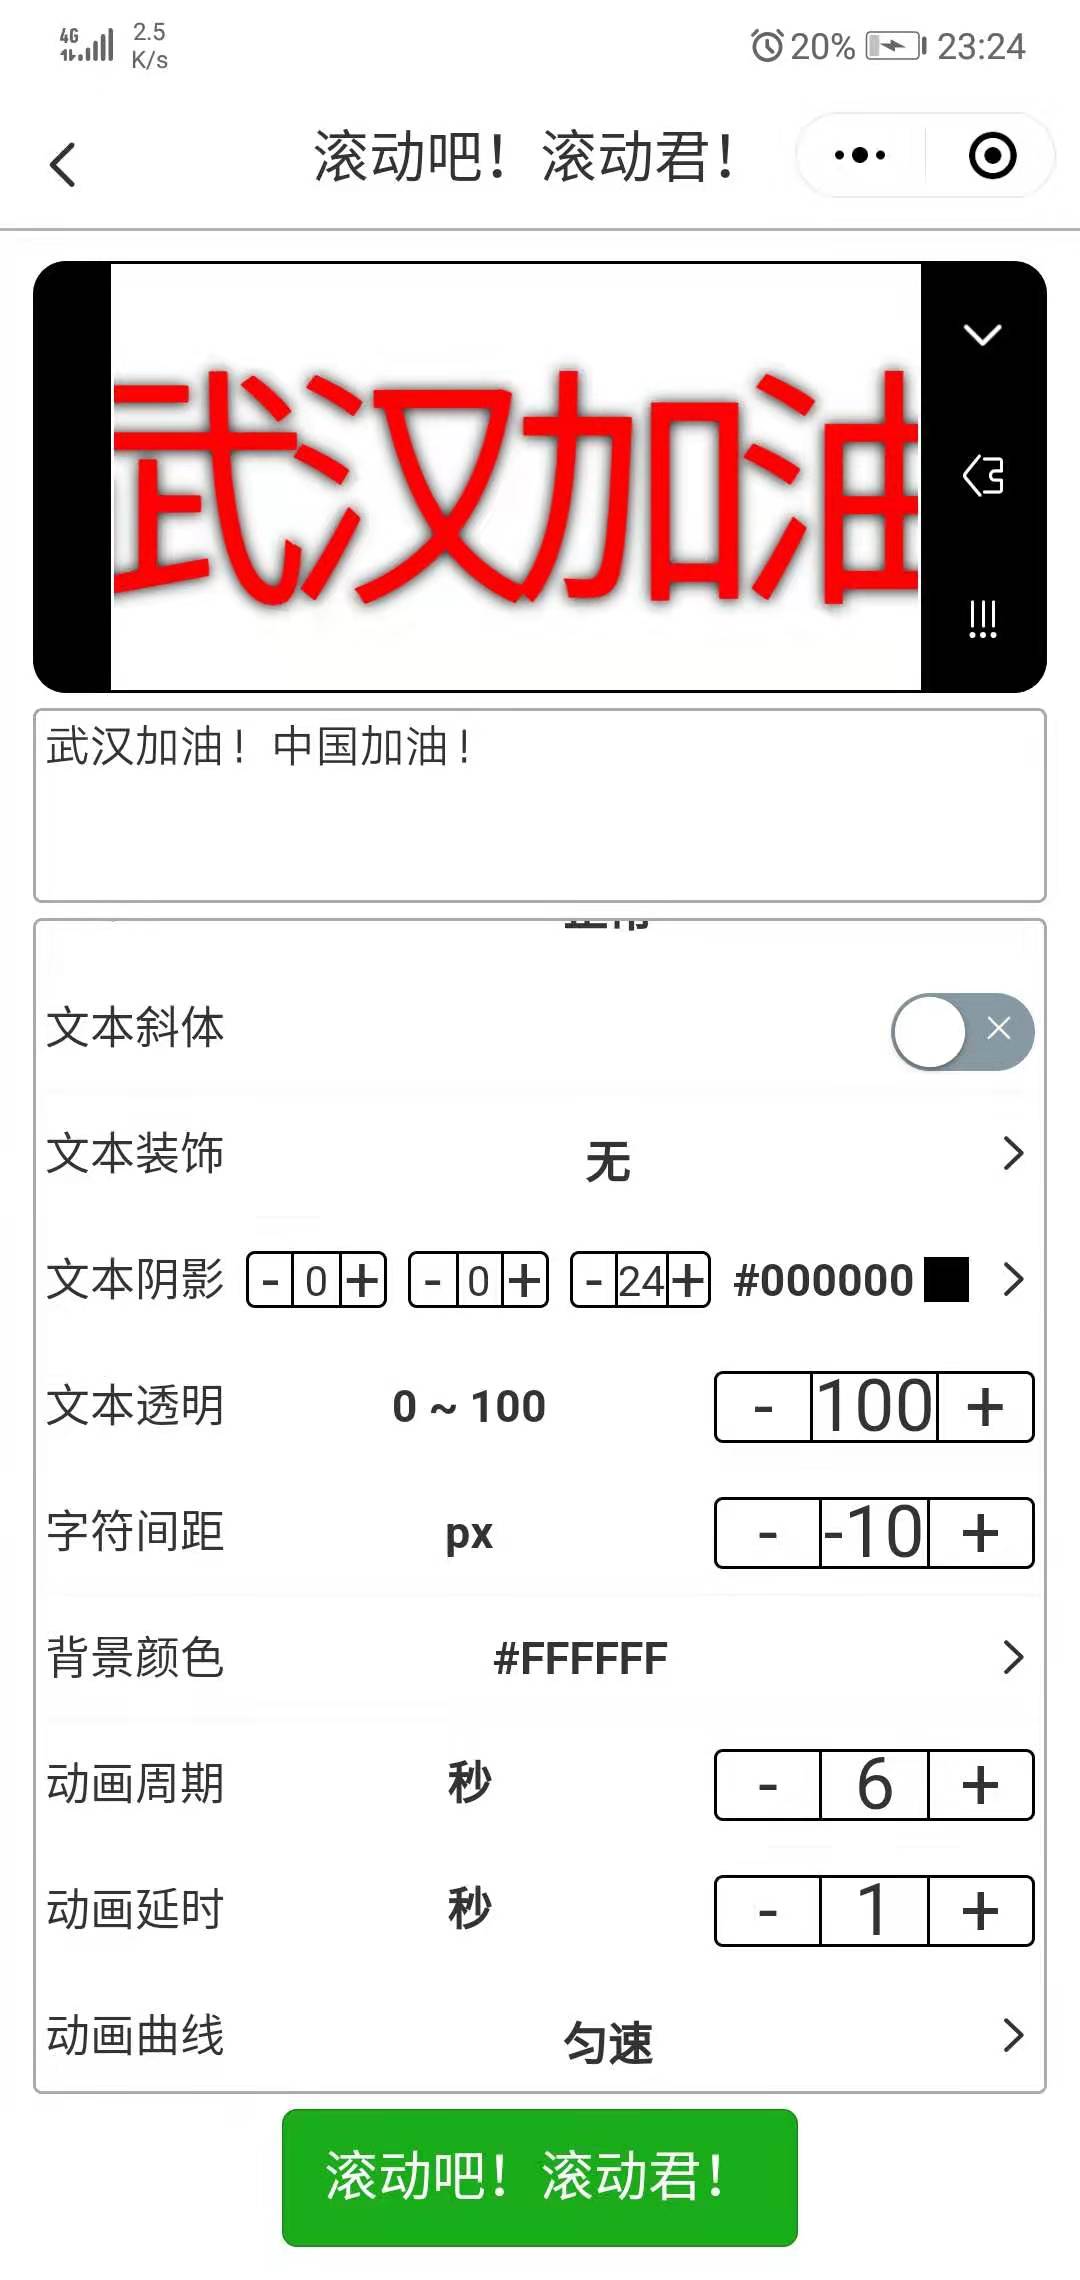 4G 2.5 K/s 20% 23:24
滚动吧！滚动君！
武汉加油
武汉加油！中国加油！
文本斜体
文本装饰 无
文本阴影 - 0 + - 0 + - 24 + #000000
文本透明 0 ~ 100 - 100 +
字符间距 px - -10 +
背景颜色 #FFFFFF
动画周期 秒 - 6 +
动画延时 秒 - 1 +
动画曲线 匀速
滚动吧！滚动君！